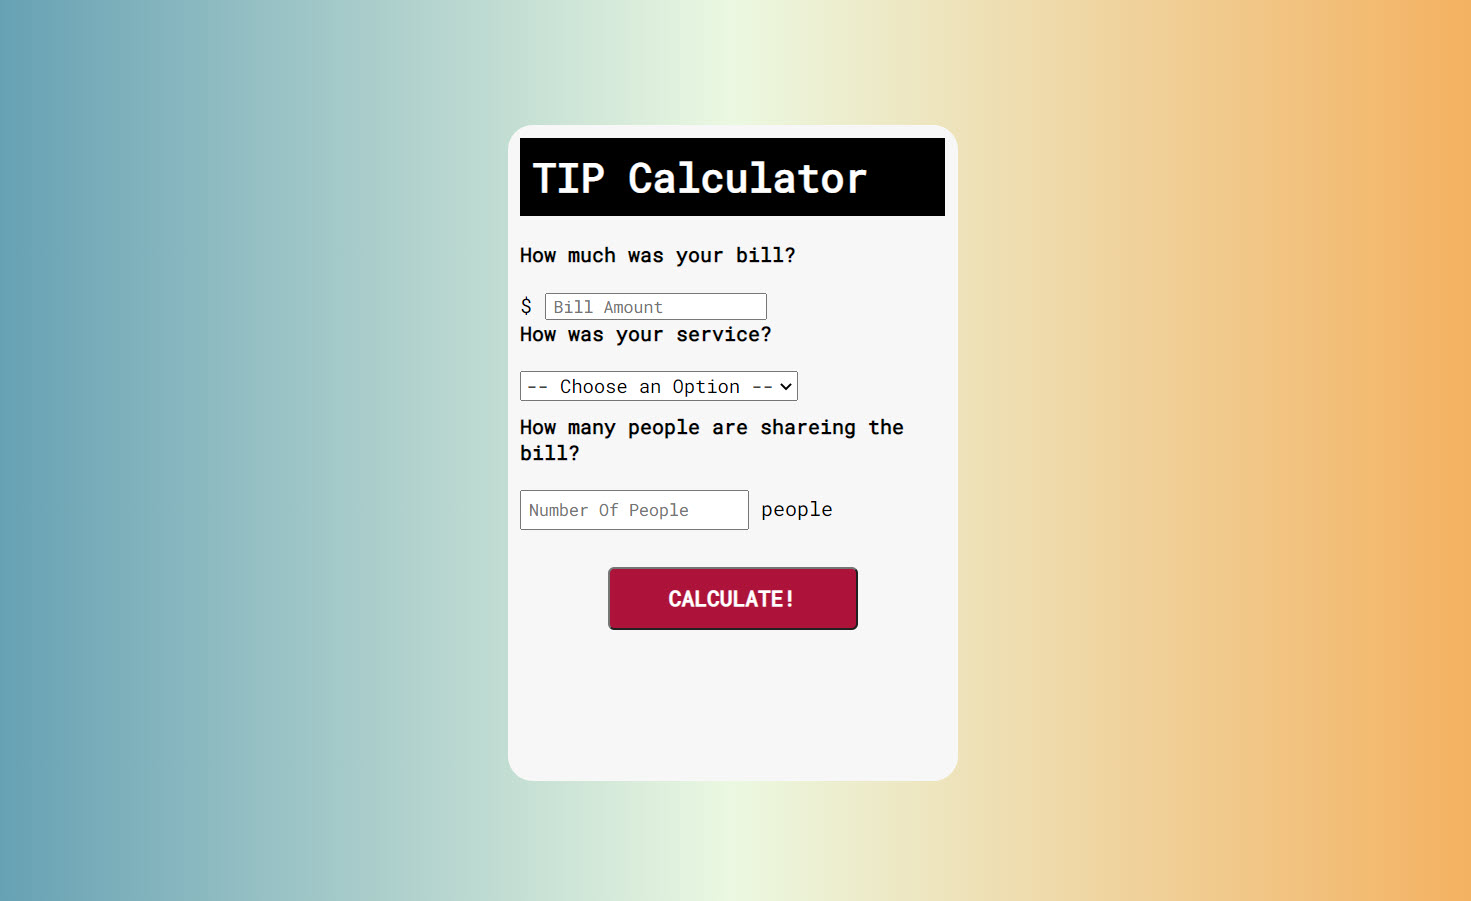 TIP Calculator
How much was your bill?
$ Bill Amount
How was your service?
-- Choose an Option --
How many people are shareing the
bill?
Number Of People people
CALCULATE!